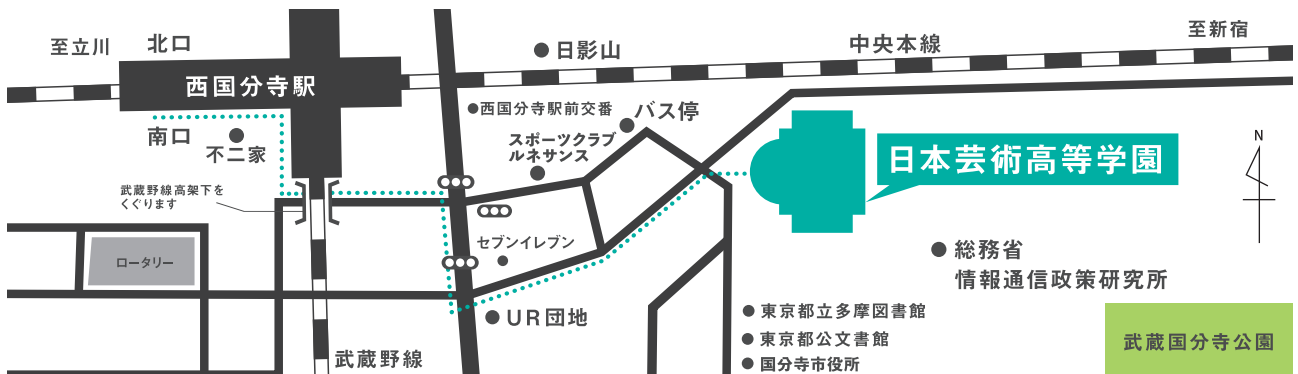 至立川
北口
西国分寺駅
日影山
中央本線
至新宿
西国分寺駅前交番
バス停
南口
不二家
スポーツクラブ
ルネサンス
日本芸術高等学園
N
武蔵野線高架下を
くぐります
セブンイレブン
ロータリー
総務省
情報通信政策研究所
UR団地
東京都立多摩図書館
東京都公文書館
国分寺市役所
武蔵野線
武蔵国分寺公園